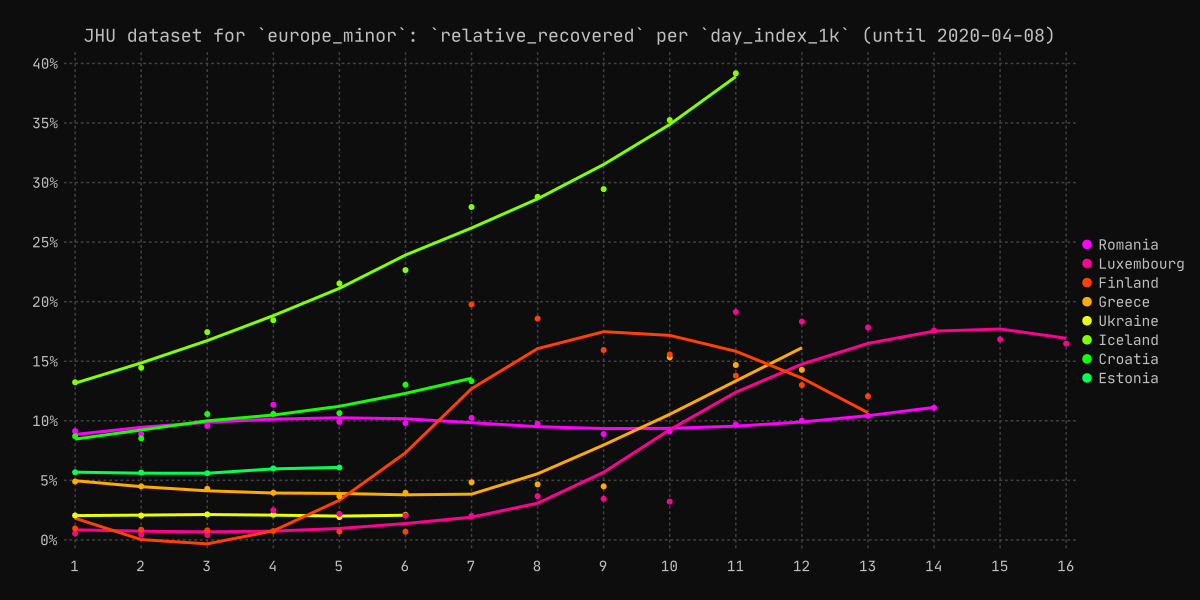 JHU dataset for `europe_minor`: `relative_recovered` per `day_index_1k` (until 2020-04-08)
40%
35%
30%
25%
20%
15%
10%
5%
0%
1 2 3 4 5 6 7 8 9 10 11 12 13 14 15 16
Romania
Luxembourg
Finland
Greece
Ukraine
Iceland
Croatia
Estonia